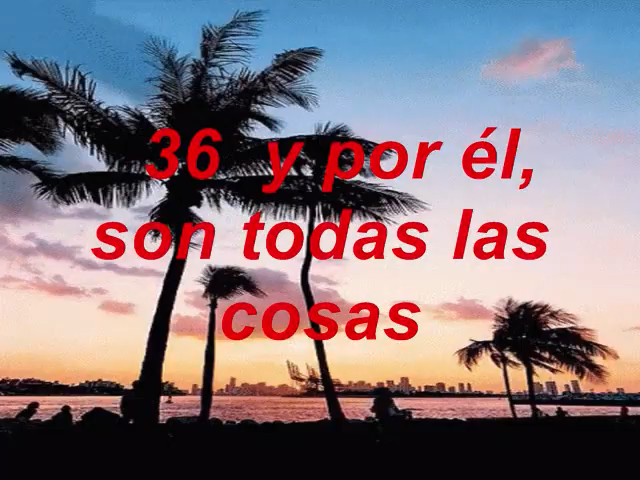 36 y por él,
son todas las
cosas